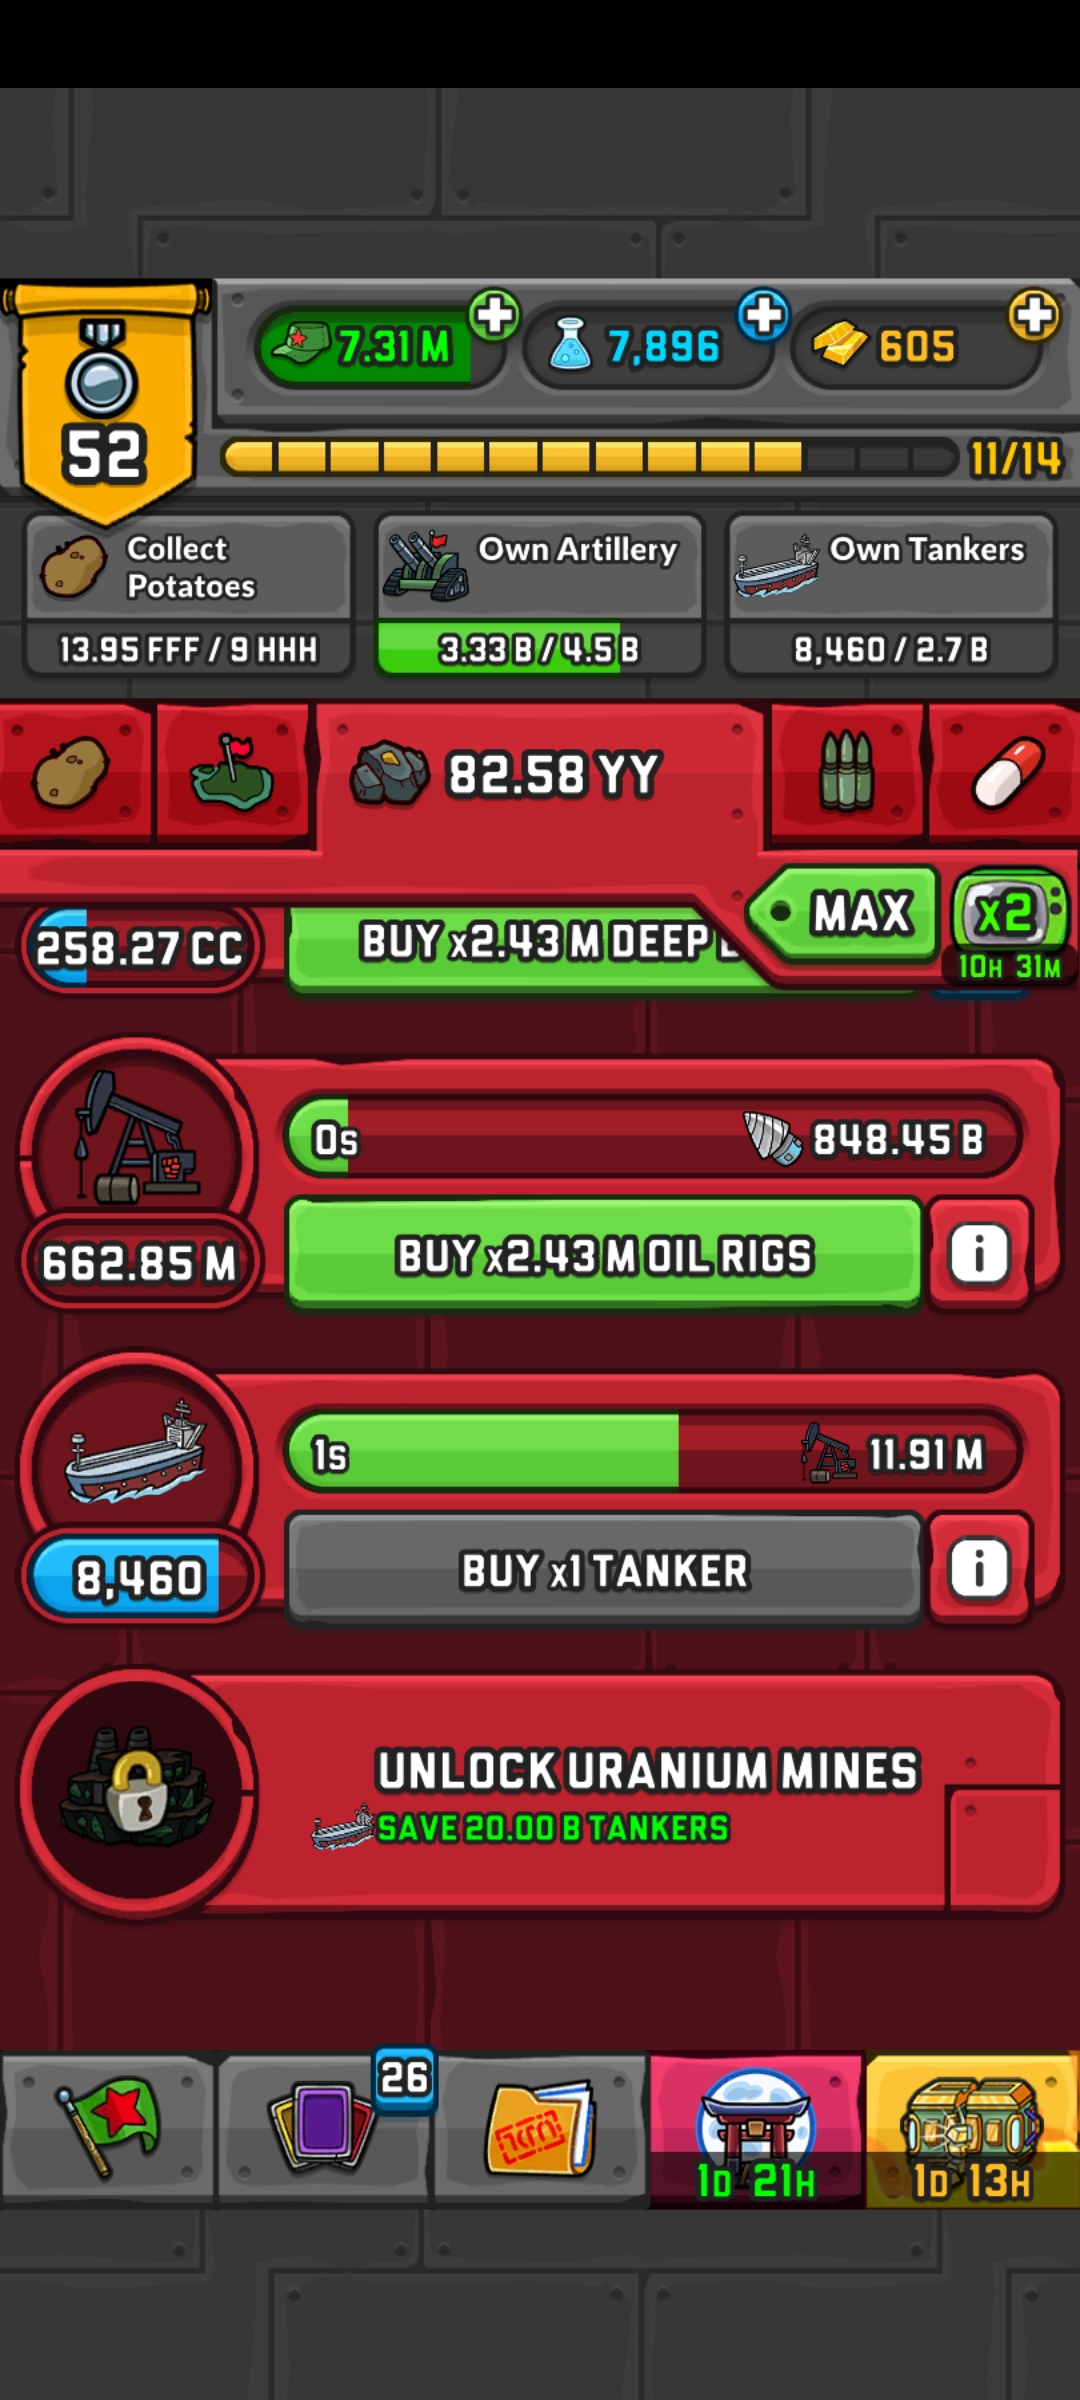 7.31 M
7,896
605
52
11/14
Collect
Potatoes
13.95 FFF / 9 HHH
Own Artillery
3.33 B / 4.5 B
Own Tankers
8,460 / 2.7 B
82.58 YY
MAX
x2
10H 31M
258.27 CC
BUY x2.43 M DEEP
0s
848.45 B
662.85 M
BUY x2.43 M OIL RIGS
i
1s
11.91 M
8,460
BUY x1 TANKER
i
UNLOCK URANIUM MINES
SAVE 20.00 B TANKERS
26
1D 21H
1D 13H